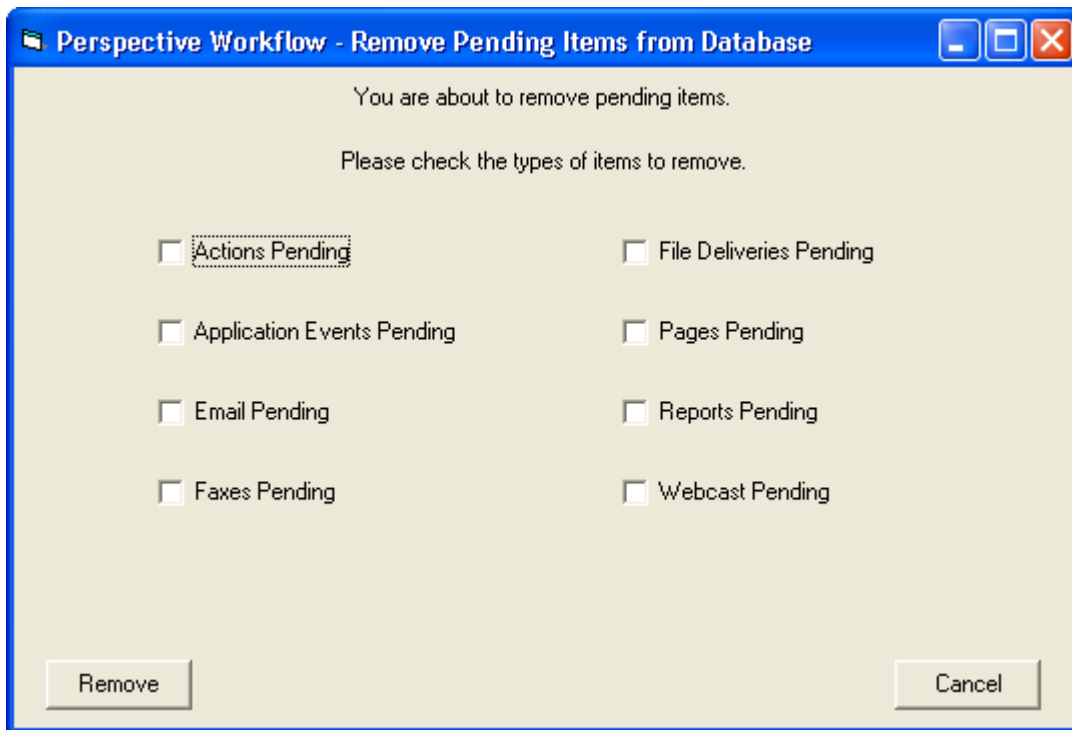 Perspective Workflow - Remove Pending Items from Database
You are about to remove pending items.
Please check the types of items to remove.
Actions Pending
File Deliveries Pending
Application Events Pending
Pages Pending
Email Pending
Reports Pending
Faxes Pending
Webcast Pending
Remove
Cancel